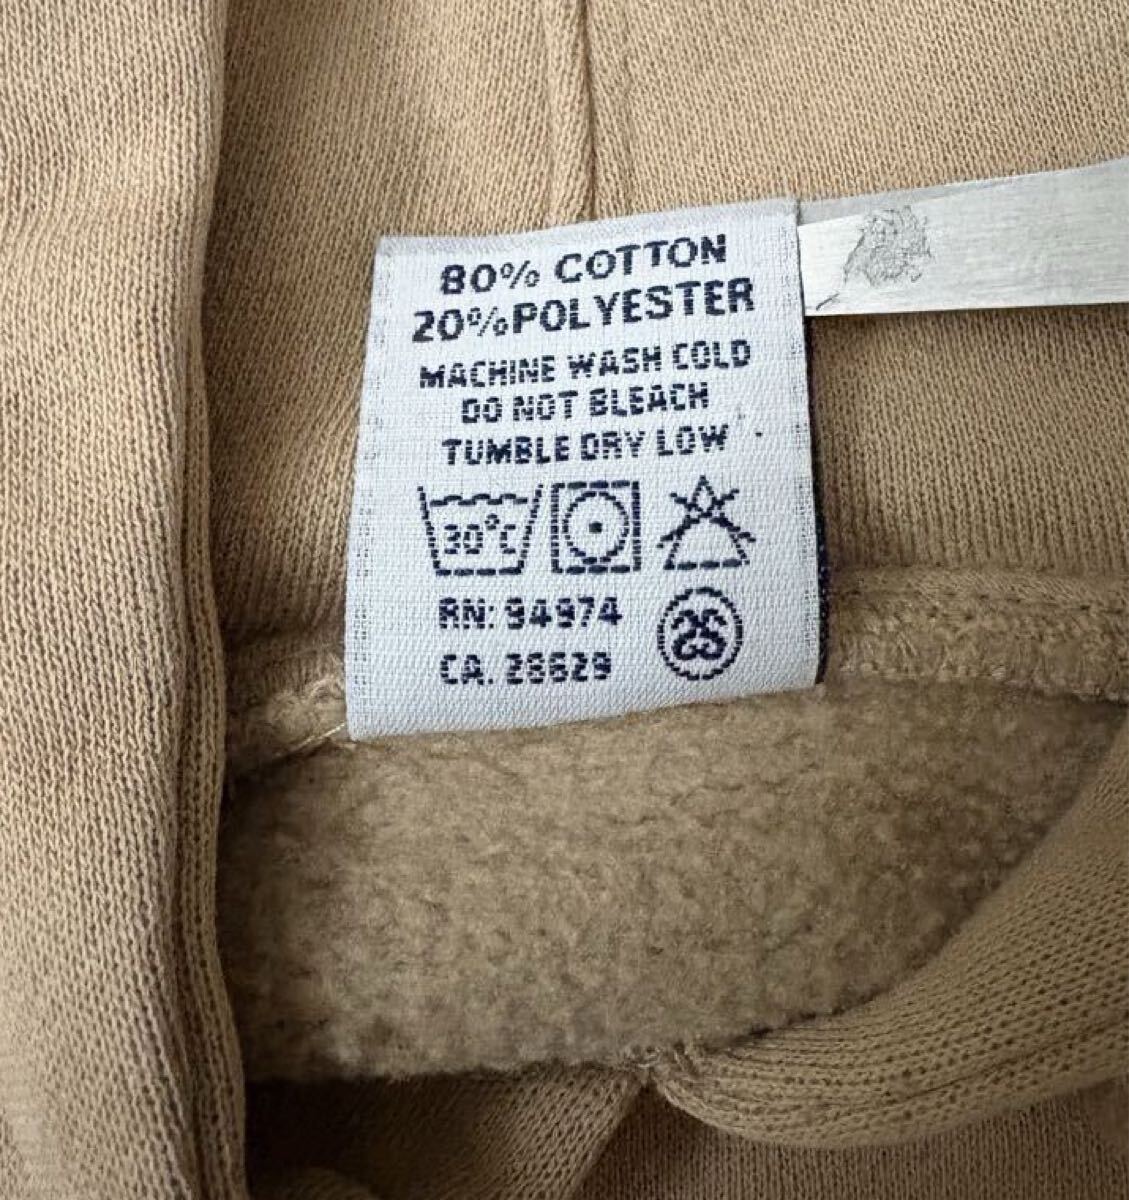 80% COTTON
20% POLYESTER
MACHINE WASH COLD
DO NOT BLEACH
TUMBLE DRY LOW
30°C
RN: 94974
CA. 28629